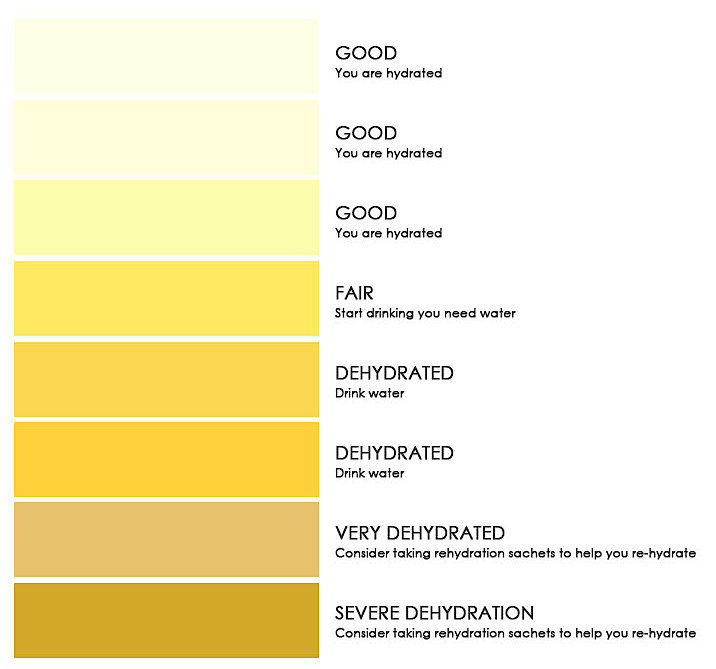 GOOD
You are hydrated
GOOD
You are hydrated
GOOD
You are hydrated
FAIR
Start drinking you need water
DEHYDRATED
Drink water
DEHYDRATED
Drink water
VERY DEHYDRATED
Consider taking rehydration sachets to help you re-hydrate
SEVERE DEHYDRATION
Consider taking rehydration sachets to help you re-hydrate